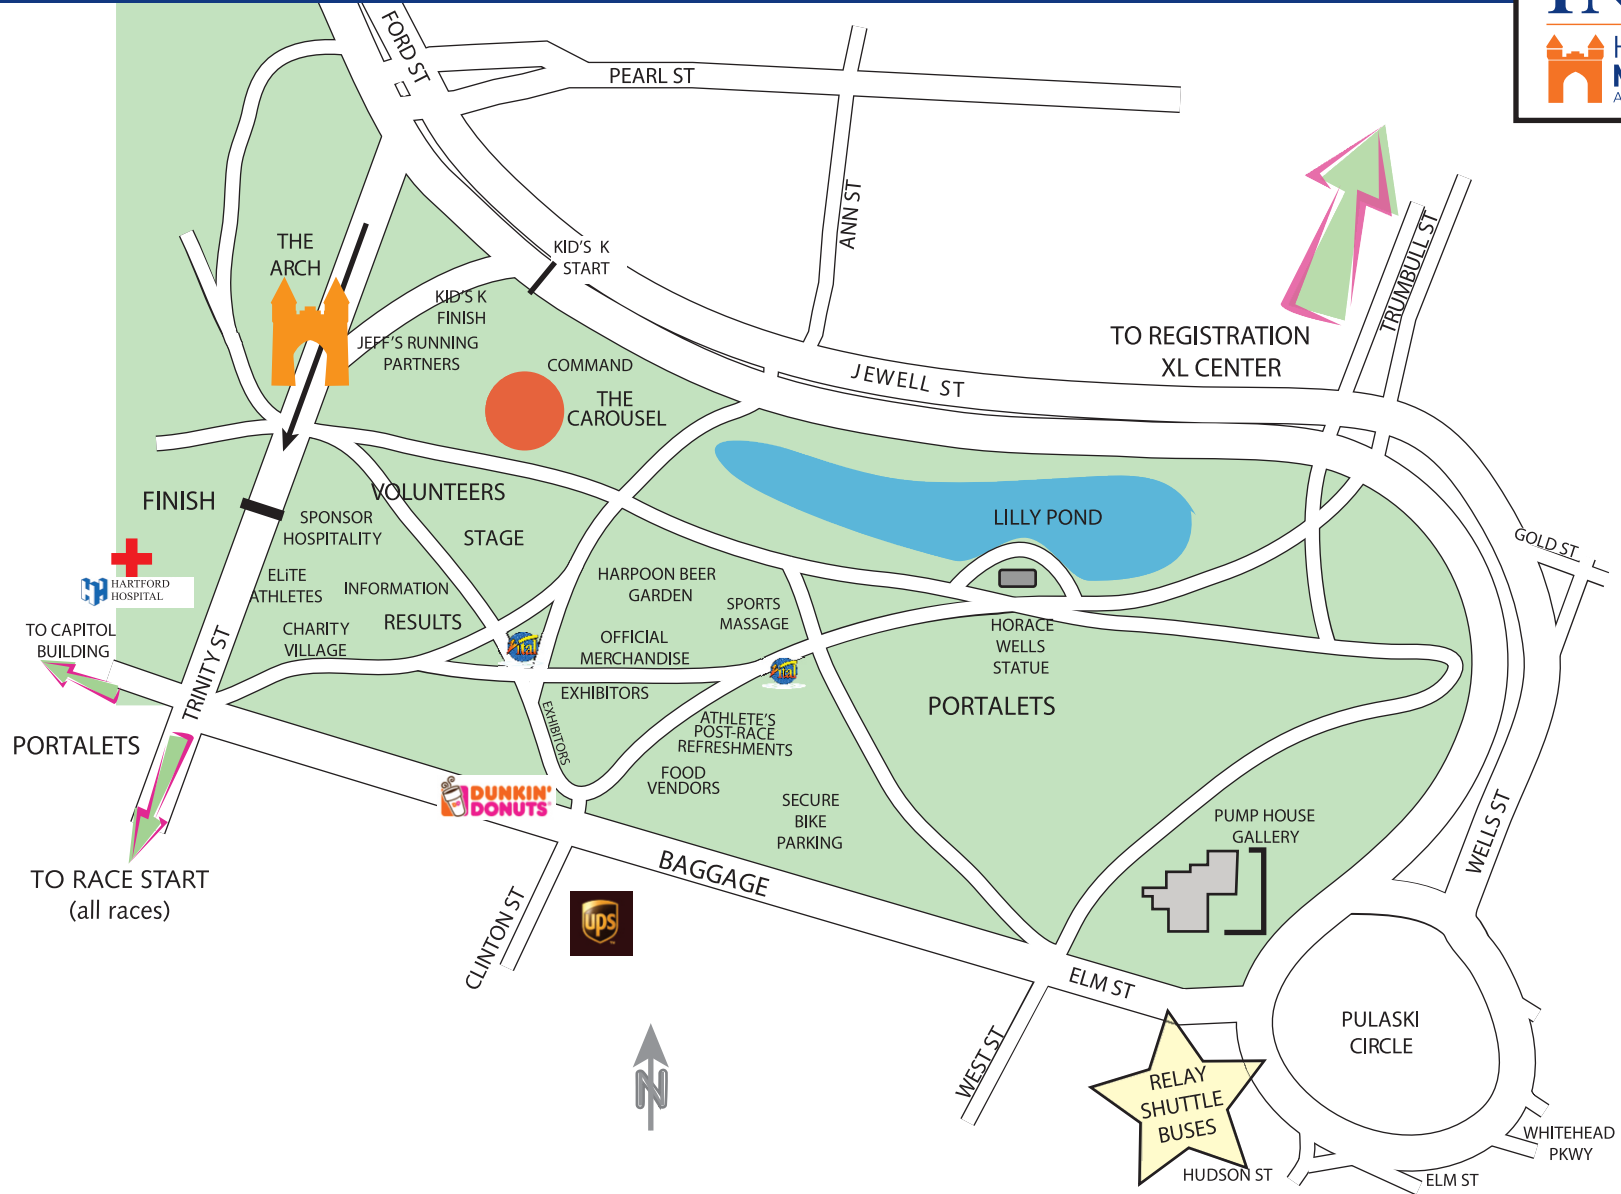 FORD ST
PEARL ST
H
A
ANN ST
TRUMBULL ST
THE
ARCH
KID'S K
START
KID'S K
FINISH
JEFF'S RUNNING
PARTNERS
COMMAND
THE
CAROUSEL
JEWELL ST
TO REGISTRATION
XL CENTER
FINISH
VOLUNTEERS
SPONSOR
HOSPITALITY
STAGE
LILLY POND
GOLD ST
HARTFORD
HOSPITAL
ELiTE
ATHLETES
INFORMATION
RESULTS
CHARITY
VILLAGE
HARPOON BEER
GARDEN
SPORTS
MASSAGE
OFFICIAL
MERCHANDISE
HORACE
WELLS
STATUE
TO CAPITOL
BUILDING
TRINITY ST
Vital
Vital
EXHIBITORS
EXHIBITORS
PORTALETS
PORTALETS
ATHLETE'S
POST-RACE
REFRESHMENTS
FOOD
VENDORS
SECURE
BIKE
PARKING
DUNKIN'
DONUTS
PUMP HOUSE
GALLERY
WELLS ST
TO RACE START
(all races)
BAGGAGE
CLINTON ST
ups
ELM ST
WEST ST
N
PULASKI
CIRCLE
RELAY
SHUTTLE
BUSES
HUDSON ST
WHITEHEAD
PKWY
ELM ST